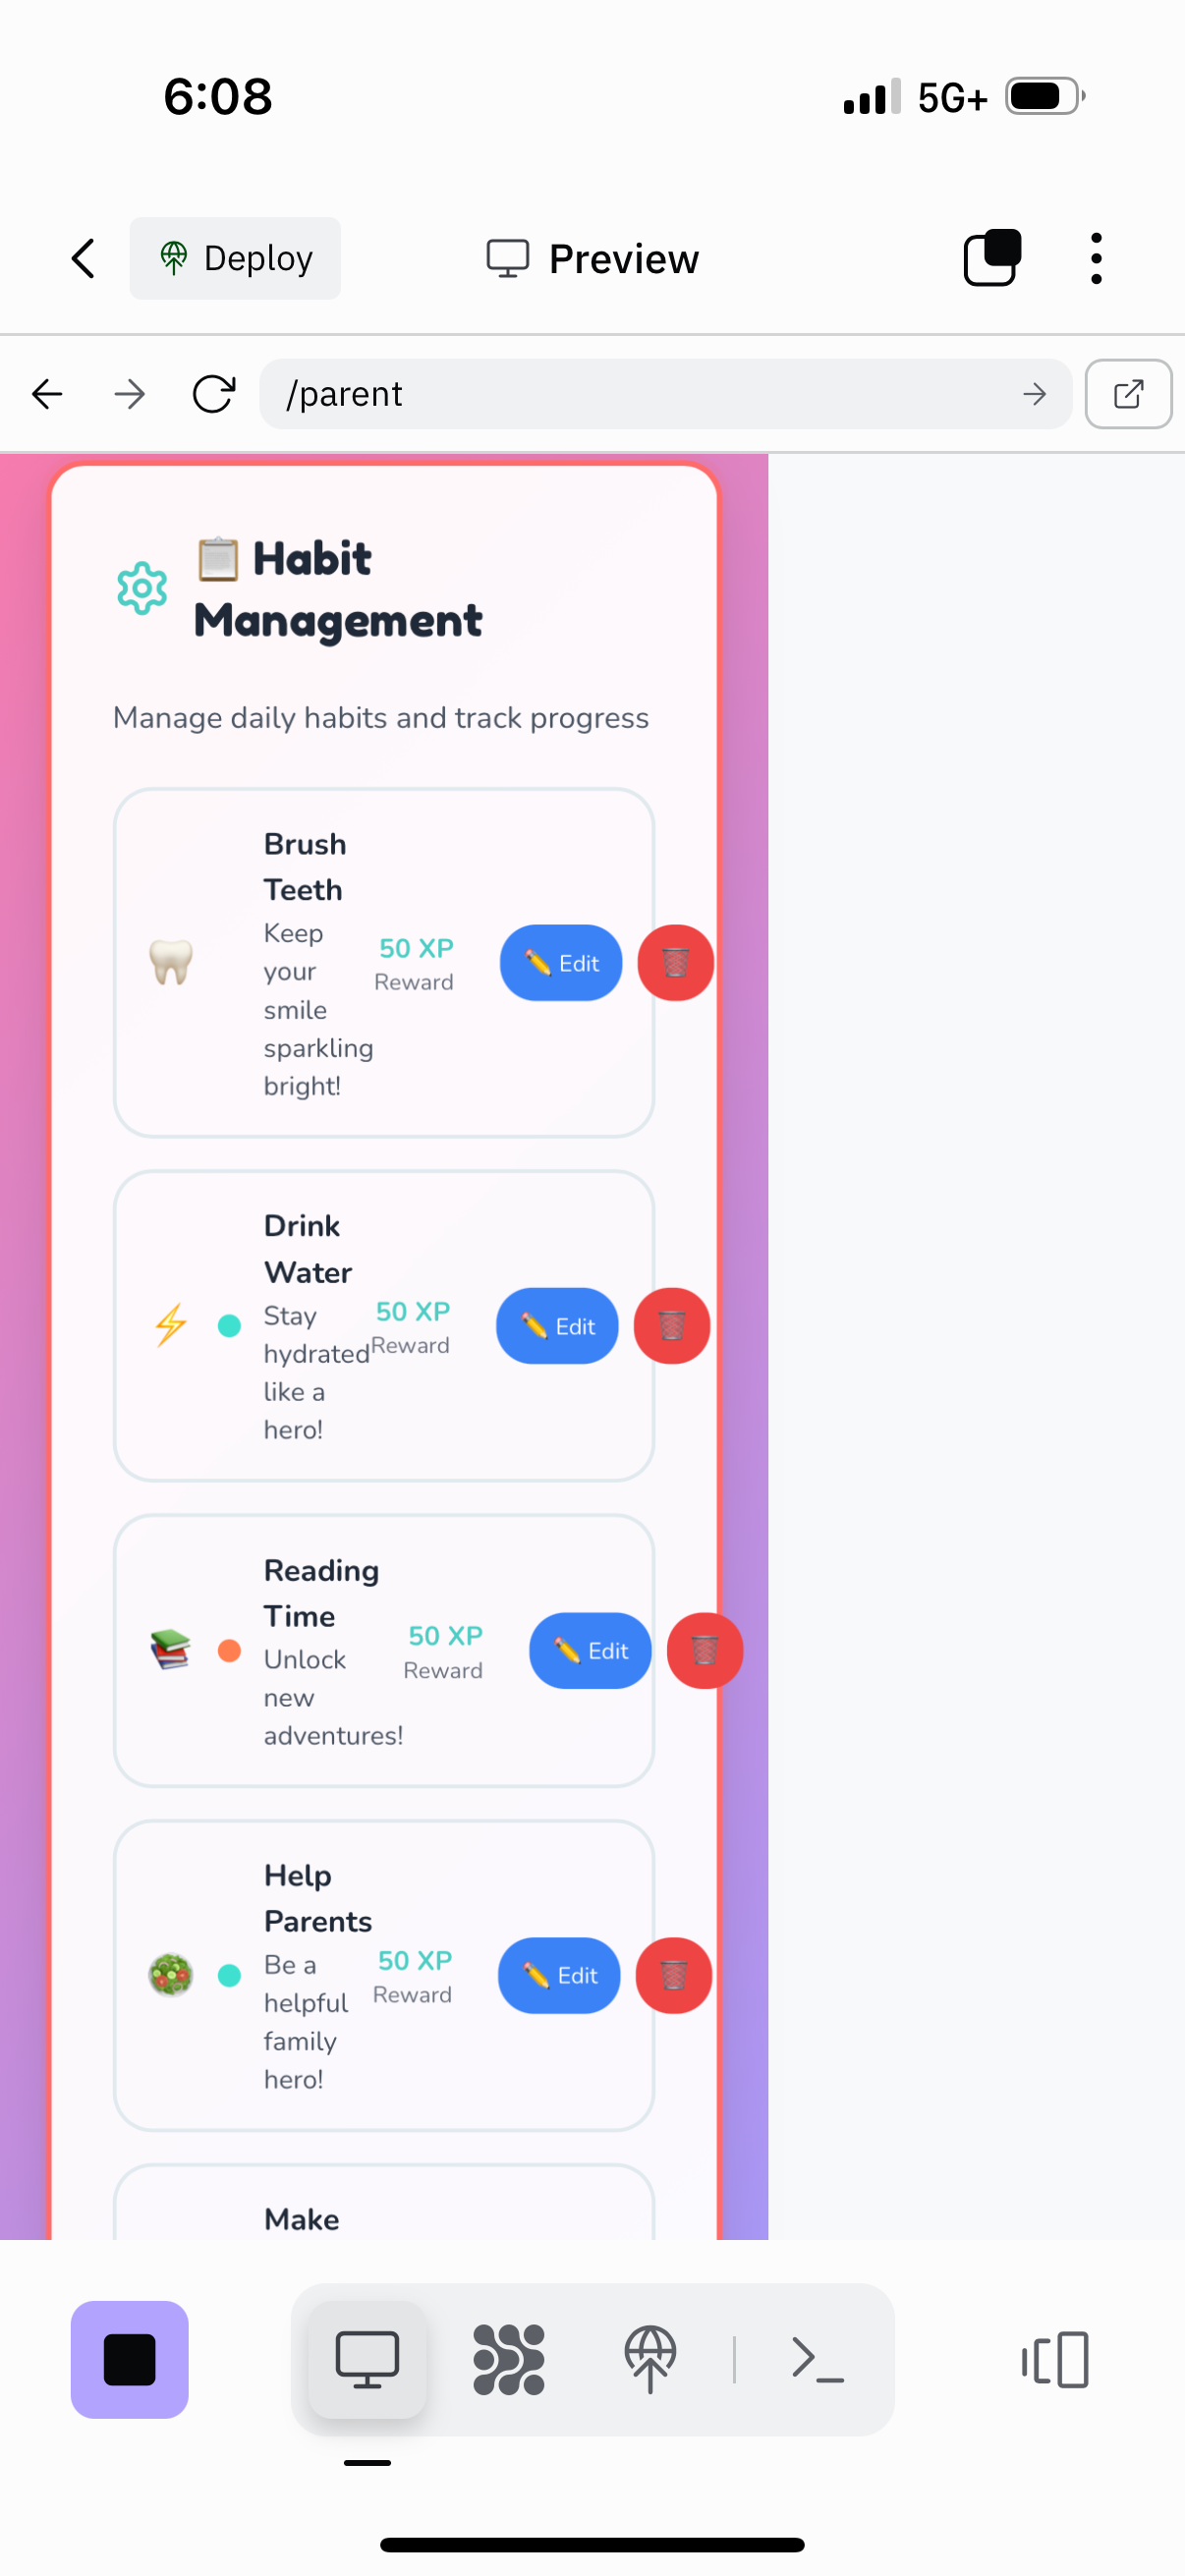 6:08
5G+
Deploy
Preview
/parent
📋 Habit
Management
Manage daily habits and track progress
Brush
Teeth
Keep
your
smile
sparkling
bright!
50 XP
Reward
✏️ Edit
Drink
Water
Stay
hydrated
like a
hero!
50 XP
Reward
✏️ Edit
Reading
Time
Unlock
new
adventures!
50 XP
Reward
✏️ Edit
Help
Parents
Be a
helpful
family
hero!
50 XP
Reward
✏️ Edit
Make